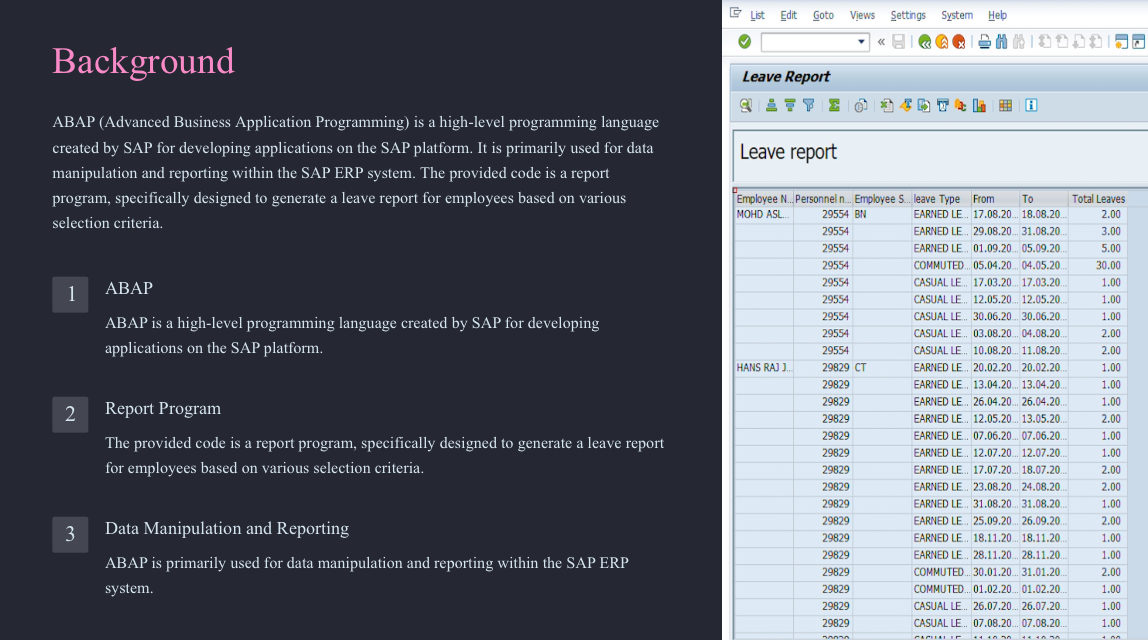 Background
ABAP (Advanced Business Application Programming) is a high-level programming language
created by SAP for developing applications on the SAP platform. It is primarily used for data
manipulation and reporting within the SAP ERP system. The provided code is a report
program, specifically designed to generate a leave report for employees based on various
selection criteria.
1 ABAP
ABAP is a high-level programming language created by SAP for developing
applications on the SAP platform.
2 Report Program
The provided code is a report program, specifically designed to generate a leave report
for employees based on various selection criteria.
3 Data Manipulation and Reporting
ABAP is primarily used for data manipulation and reporting within the SAP ERP
system.
List Edit Goto Views Settings System Help
Leave Report
Leave report
Employee N... Personnel n... Employee S... leave Type From To Total Leaves
MOHD ASL... 29554 BN EARNED LE... 17.08.20... 18.08.20... 2.00
29554 EARNED LE... 29.08.20... 31.08.20... 3.00
29554 EARNED LE... 01.09.20... 05.09.20... 5.00
29554 COMMUTED... 05.04.20... 04.05.20... 30.00
29554 CASUAL LE... 17.03.20... 17.03.20... 1.00
29554 CASUAL LE... 12.05.20... 12.05.20... 1.00
29554 CASUAL LE... 30.06.20... 30.06.20... 1.00
29554 CASUAL LE... 03.08.20... 04.08.20... 2.00
29554 CASUAL LE... 10.08.20... 11.08.20... 2.00
HANS RAJ J... 29829 CT EARNED LE... 20.02.20... 20.02.20... 1.00
29829 EARNED LE... 13.04.20... 13.04.20... 1.00
29829 EARNED LE... 26.04.20... 26.04.20... 1.00
29829 EARNED LE... 12.05.20... 13.05.20... 2.00
29829 EARNED LE... 07.06.20... 07.06.20... 1.00
29829 EARNED LE... 12.07.20... 12.07.20... 1.00
29829 EARNED LE... 17.07.20... 18.07.20... 2.00
29829 EARNED LE... 23.08.20... 24.08.20... 2.00
29829 EARNED LE... 31.08.20... 31.08.20... 1.00
29829 EARNED LE... 25.09.20... 26.09.20... 2.00
29829 EARNED LE... 18.11.20... 18.11.20... 1.00
29829 EARNED LE... 28.11.20... 28.11.20... 1.00
29829 COMMUTED... 30.01.20... 31.01.20... 2.00
29829 COMMUTED... 01.02.20... 01.02.20... 1.00
29829 CASUAL LE... 26.07.20... 26.07.20... 1.00
29829 CASUAL LE... 07.08.20... 07.08.20... 1.00